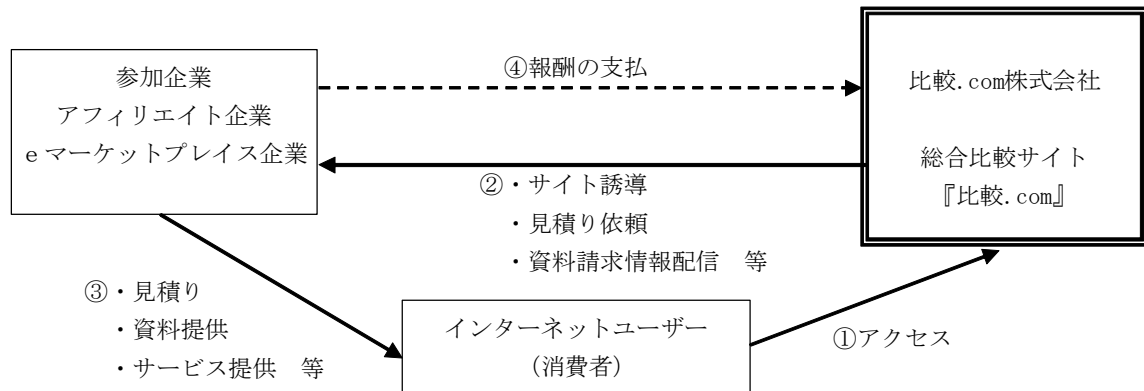 参加企業
アフィリエイト企業
eマーケットプレイス企業
④報酬の支払
比較.com株式会社
総合比較サイト
『比較.com』
②・サイト誘導
・見積り依頼
・資料請求情報配信　等
③・見積り
・資料提供
・サービス提供　等
インターネットユーザー
（消費者）
①アクセス